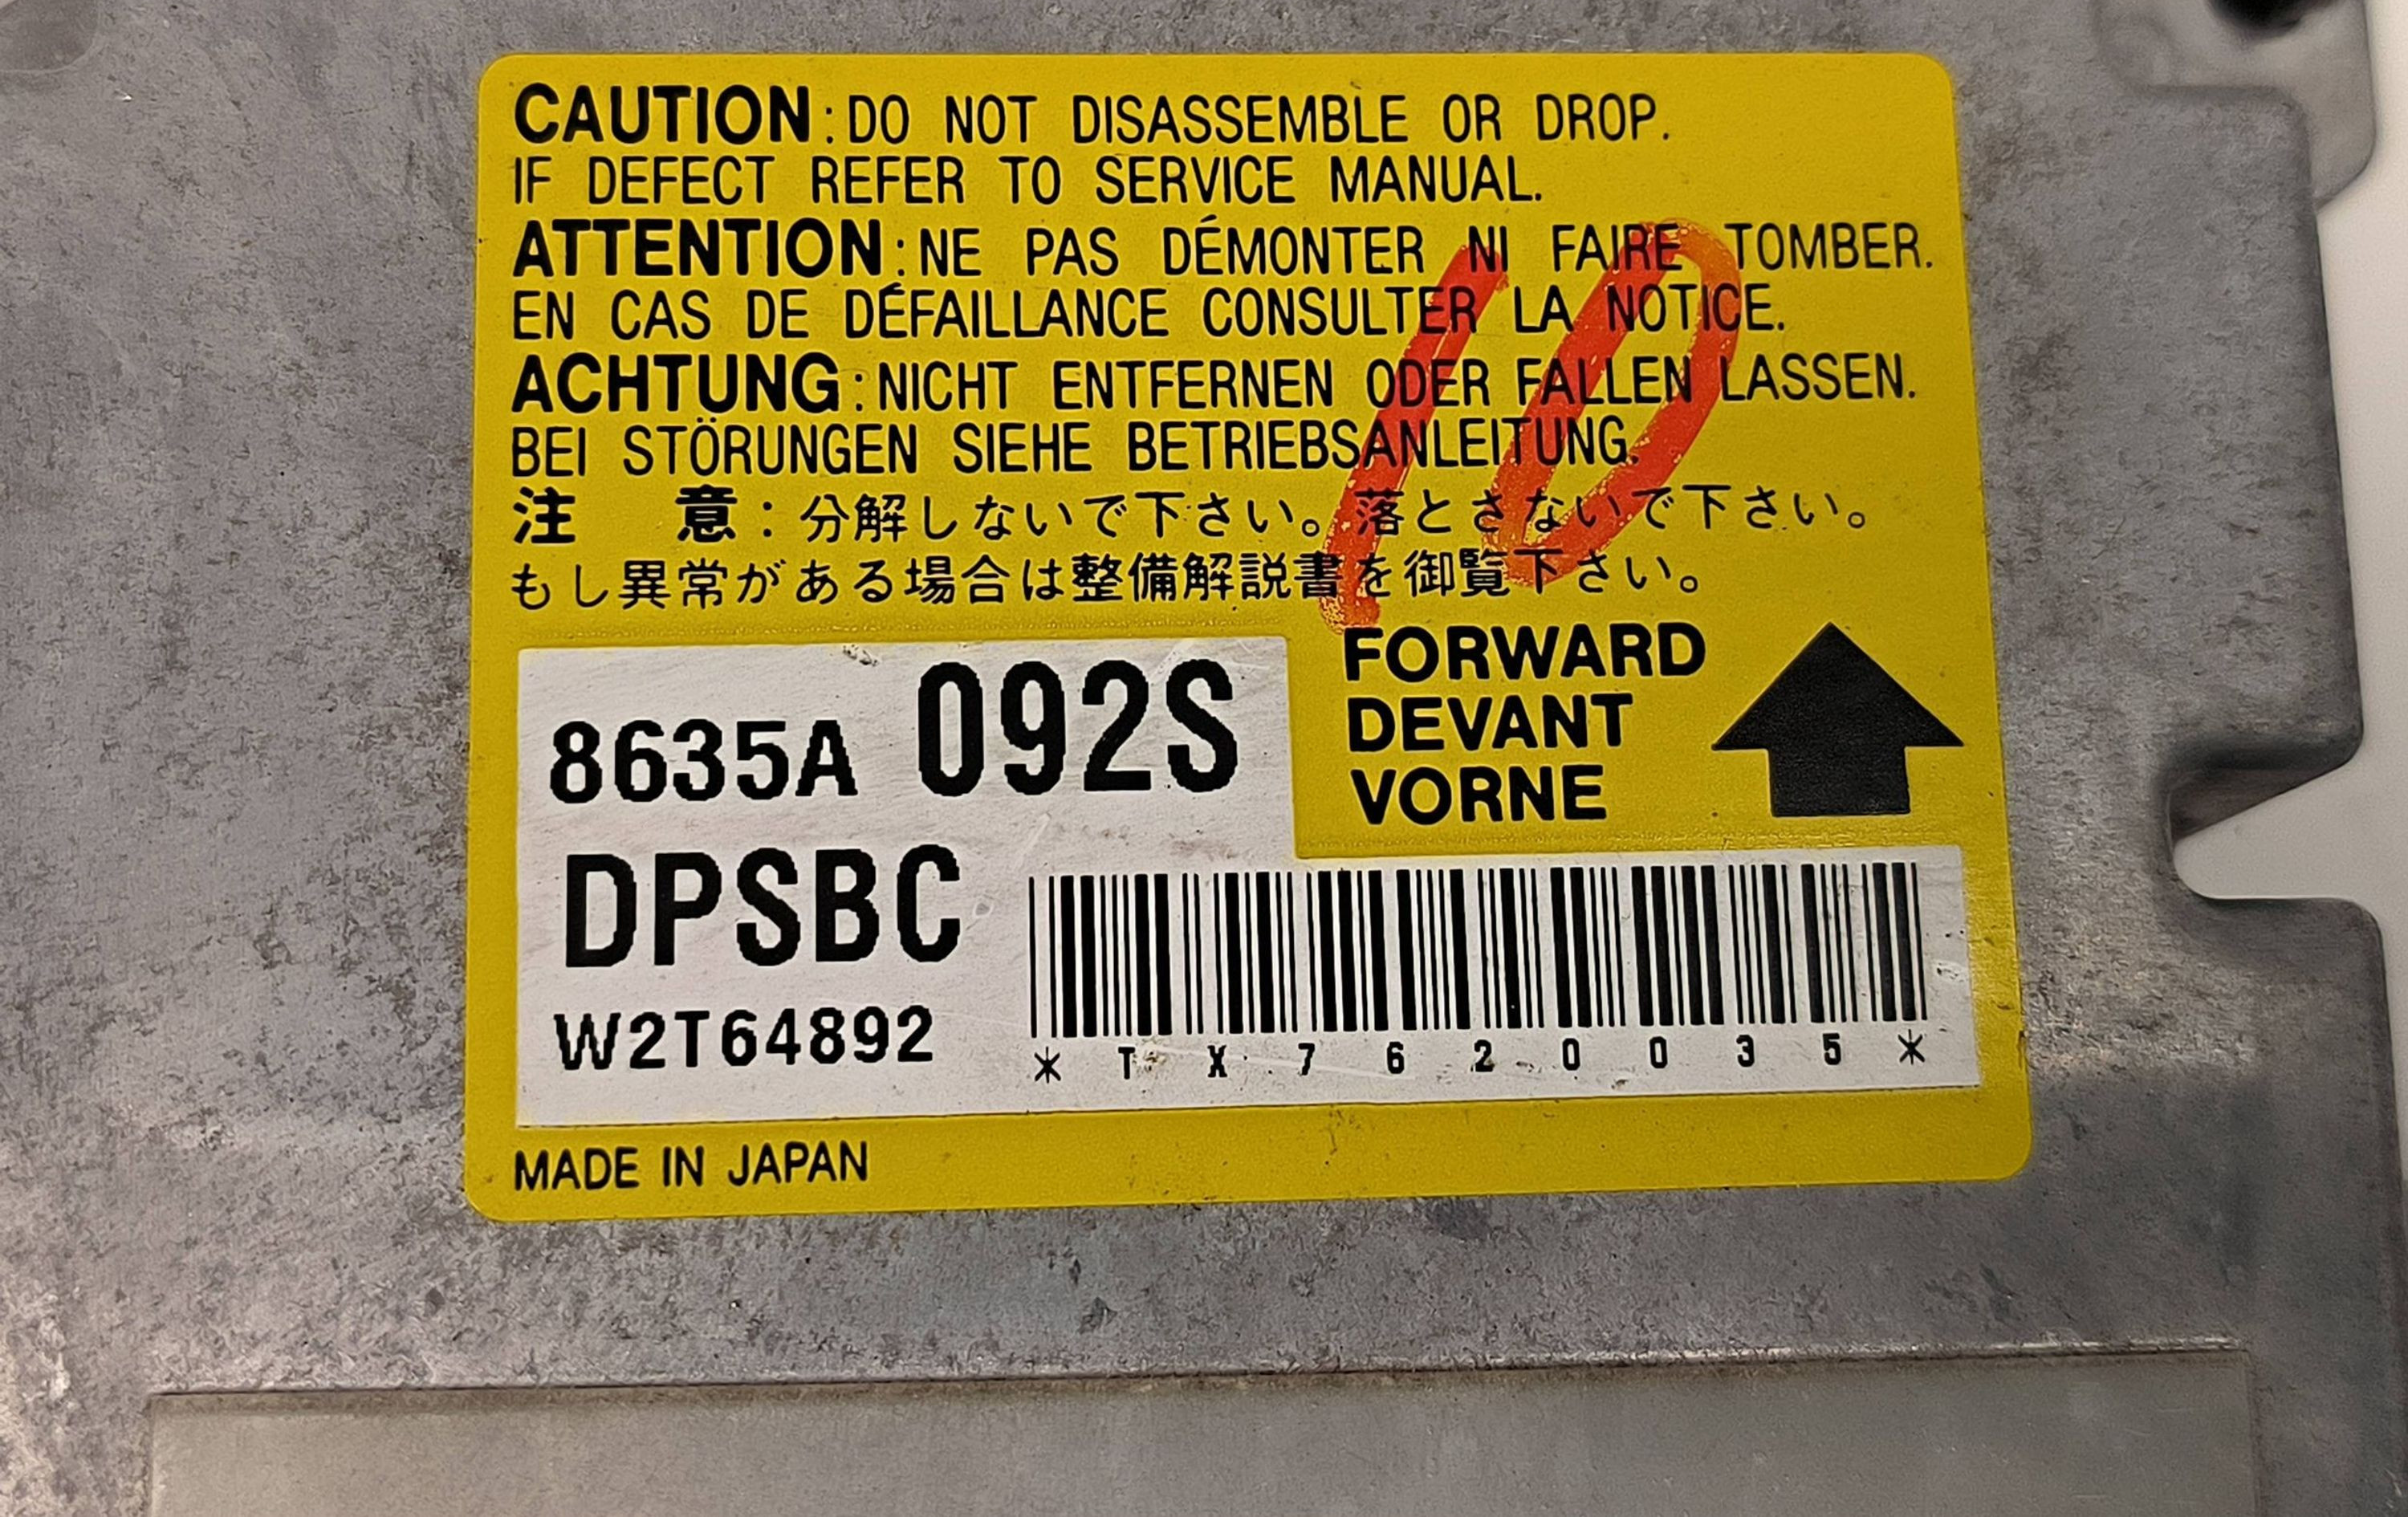 CAUTION:DO NOT DISASSEMBLE OR DROP.
IF DEFECT REFER TO SERVICE MANUAL.
ATTENTION:NE PAS DÉMONTER NI FAIRE TOMBER.
EN CAS DE DÉFAILLANCE CONSULTER LA NOTICE.
ACHTUNG:NICHT ENTFERNEN ODER FALLEN LASSEN.
BEI STÖRUNGEN SIEHE BETRIEBSANLEITUNG.
注 意:分解しないで下さい。落とさないで下さい。
もし異常がある場合は整備解説書を御覧下さい。
10
FORWARD
DEVANT
VORNE
8635A 092S
DPSBC
W2T64892
*TX7620035*
MADE IN JAPAN